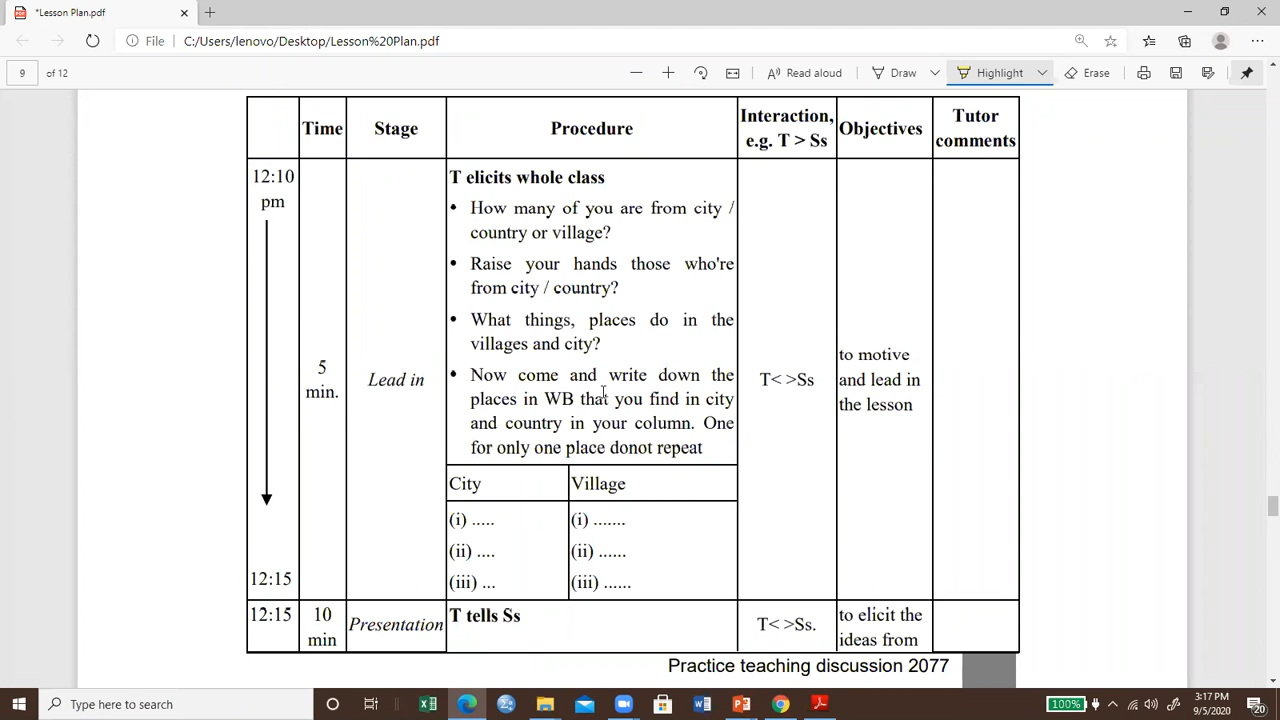 *Lesson Plan.pdf
File C:/Users/lenovo/Desktop/Lesson%20Plan.pdf
9 of 12
Read aloud Draw Highlight Erase
Time Stage Procedure Interaction, e.g. T > Ss Objectives Tutor comments
12:10 pm
T elicits whole class
• How many of you are from city /
country or village?
• Raise your hands those who're
from city / country?
• What things, places do in the
villages and city?
• Now come and write down the
places in WB that you find in city
and country in your column. One
for only one place donot repeat
5
min.
Lead in
T< >Ss
to motive
and lead in
the lesson
City Village
(i) ..... (i) .......
(ii) .... (ii) ......
(iii) ... (iii) ......
12:15
12:15 10
min
Presentation
T tells Ss
T< >Ss.
to elicit the
ideas from
Practice teaching discussion 2077
Type here to search
100%
3:17 PM
9/5/2020
20